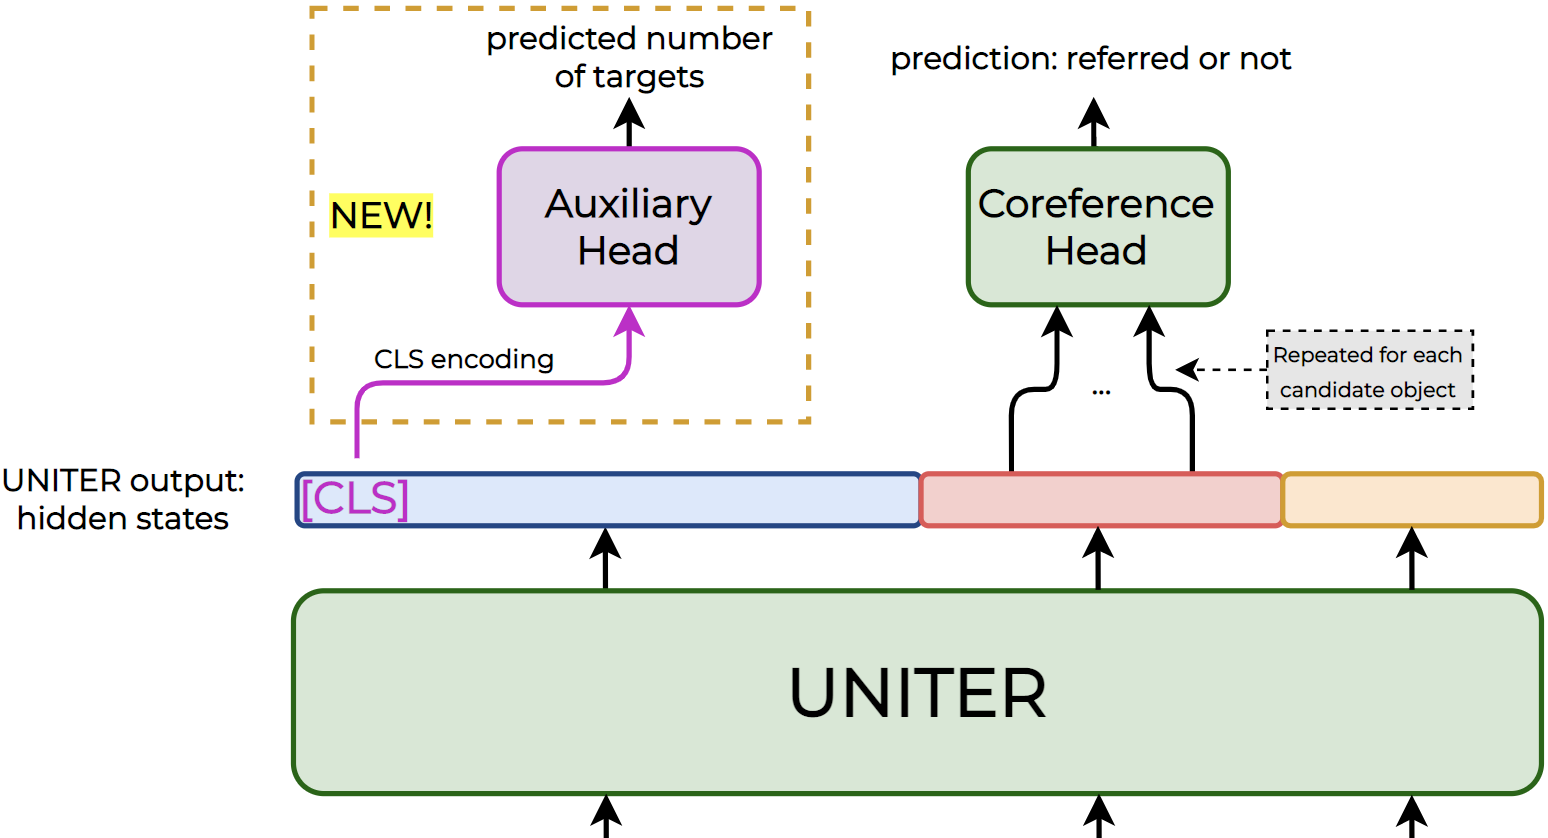 predicted number
of targets
prediction: referred or not
NEW!
Auxiliary
Head
Coreference
Head
CLS encoding
...
Repeated for each
candidate object
UNITER output:
hidden states
[CLS]
UNITER